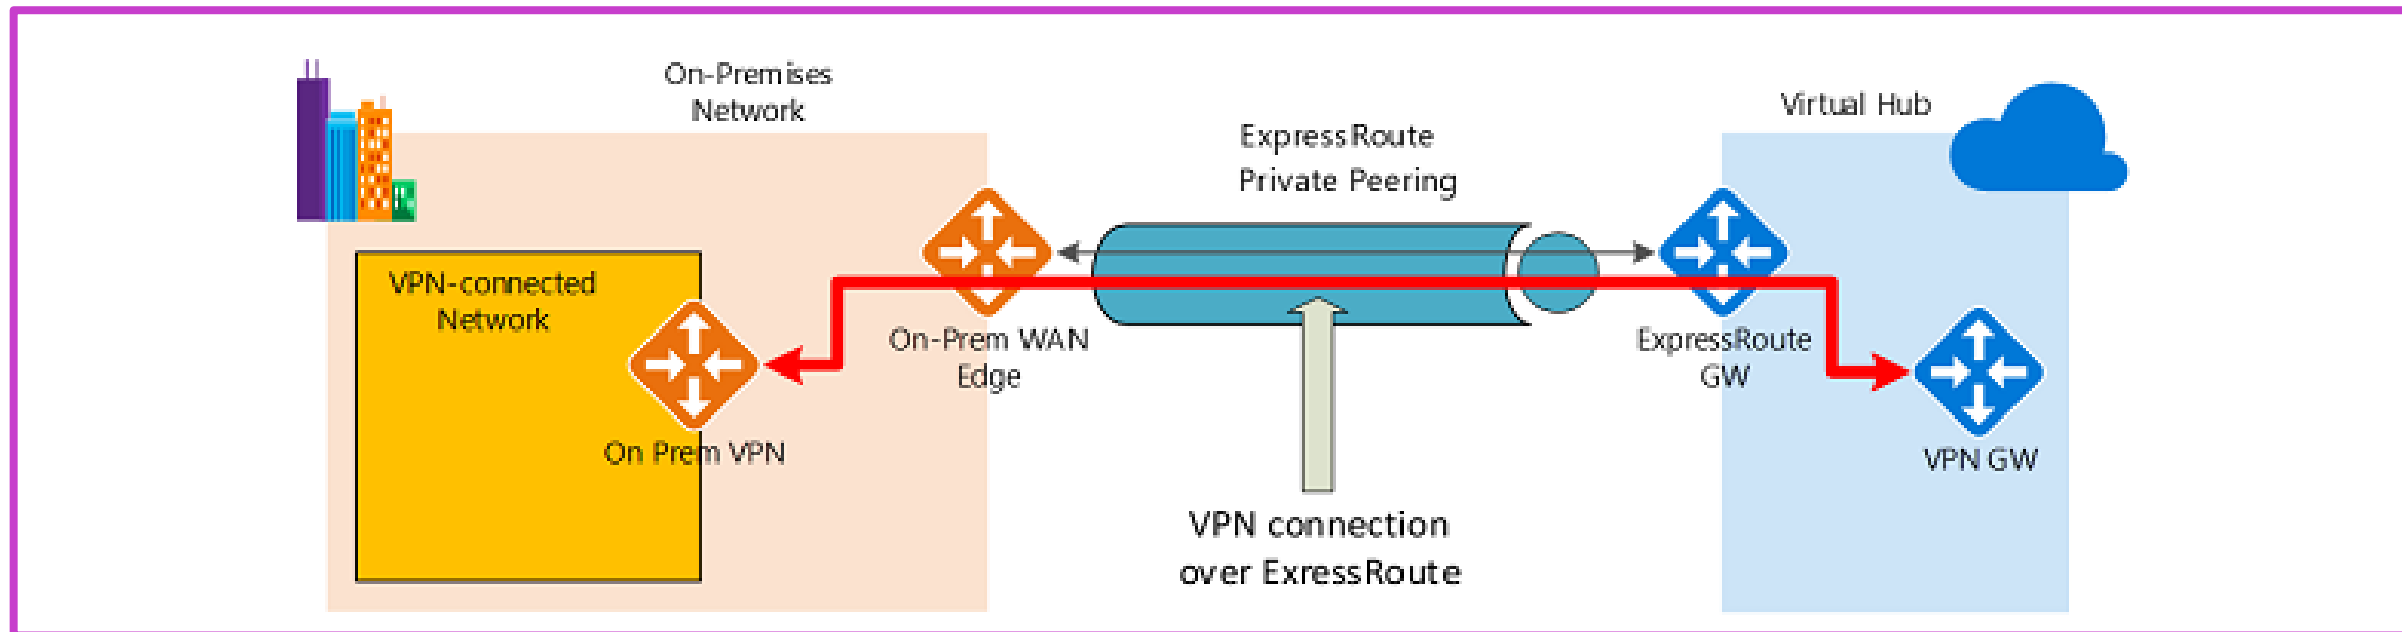 On-Premises
Network
Virtual Hub
ExpressRoute
Private Peering
VPN-connected
Network
On-Prem WAN
Edge
ExpressRoute
GW
On Prem VPN
VPN GW
VPN connection
over ExressRoute